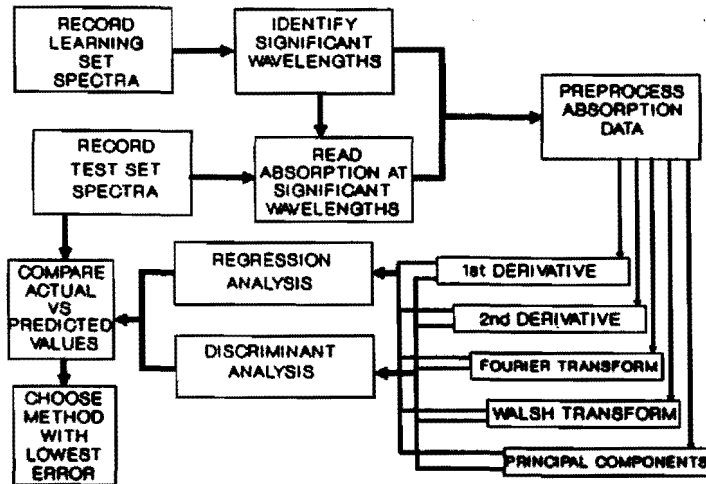 RECORD
LEARNING
SET
SPECTRA
IDENTIFY
SIGNIFICANT
WAVELENGTHS
PREPROCESS
ABSORPTION
DATA
RECORD
TEST SET
SPECTRA
READ
ABSORPTION AT
SIGNIFICANT
WAVELENGTHS
COMPARE
ACTUAL
VS
PREDICTED
VALUES
REGRESSION
ANALYSIS
1st DERIVATIVE
2nd DERIVATIVE
DISCRIMINANT
ANALYSIS
FOURIER TRANSFORM
CHOOSE
METHOD
WITH
LOWEST
ERROR
WALSH TRANSFORM
PRINCIPAL COMPONENTS